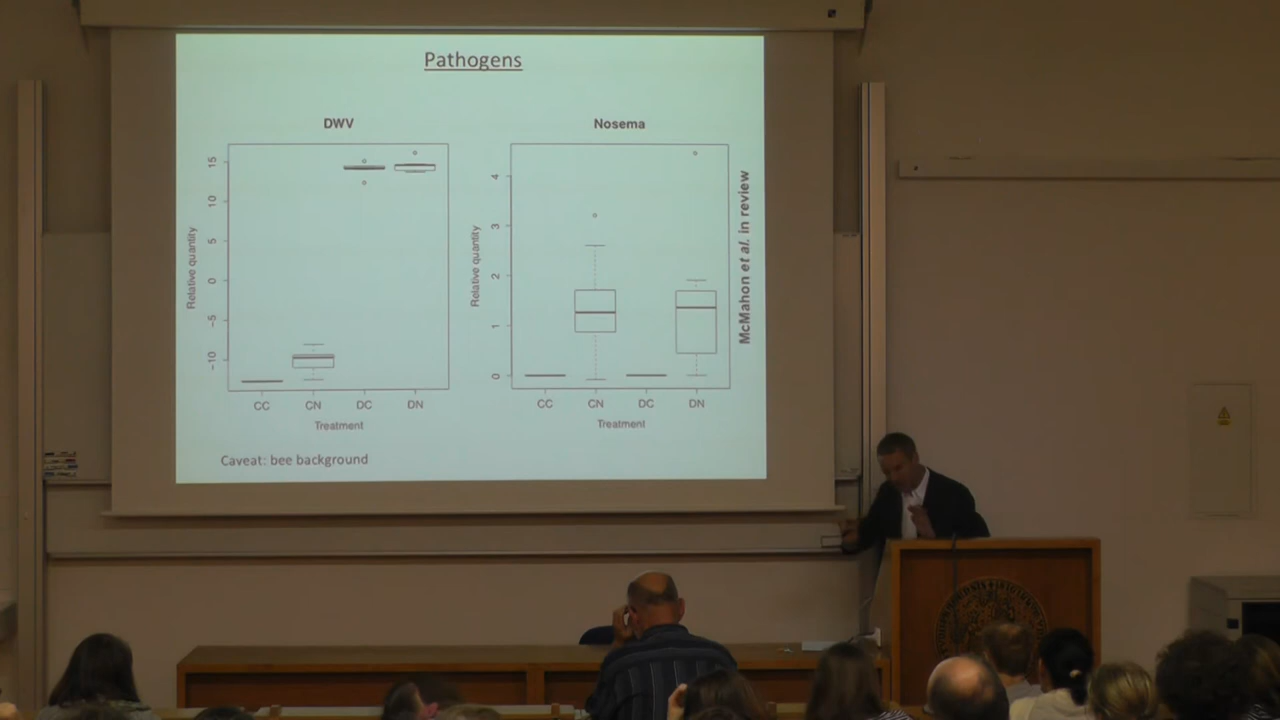 Pathogens
DWV
Relative quantity
15
10
5
0
−5
−10
CC
CN
DC
DN
Treatment
Nosema
Relative quantity
4
3
2
1
0
CC
CN
DC
DN
Treatment
McMahon et al. in review
Caveat: bee background